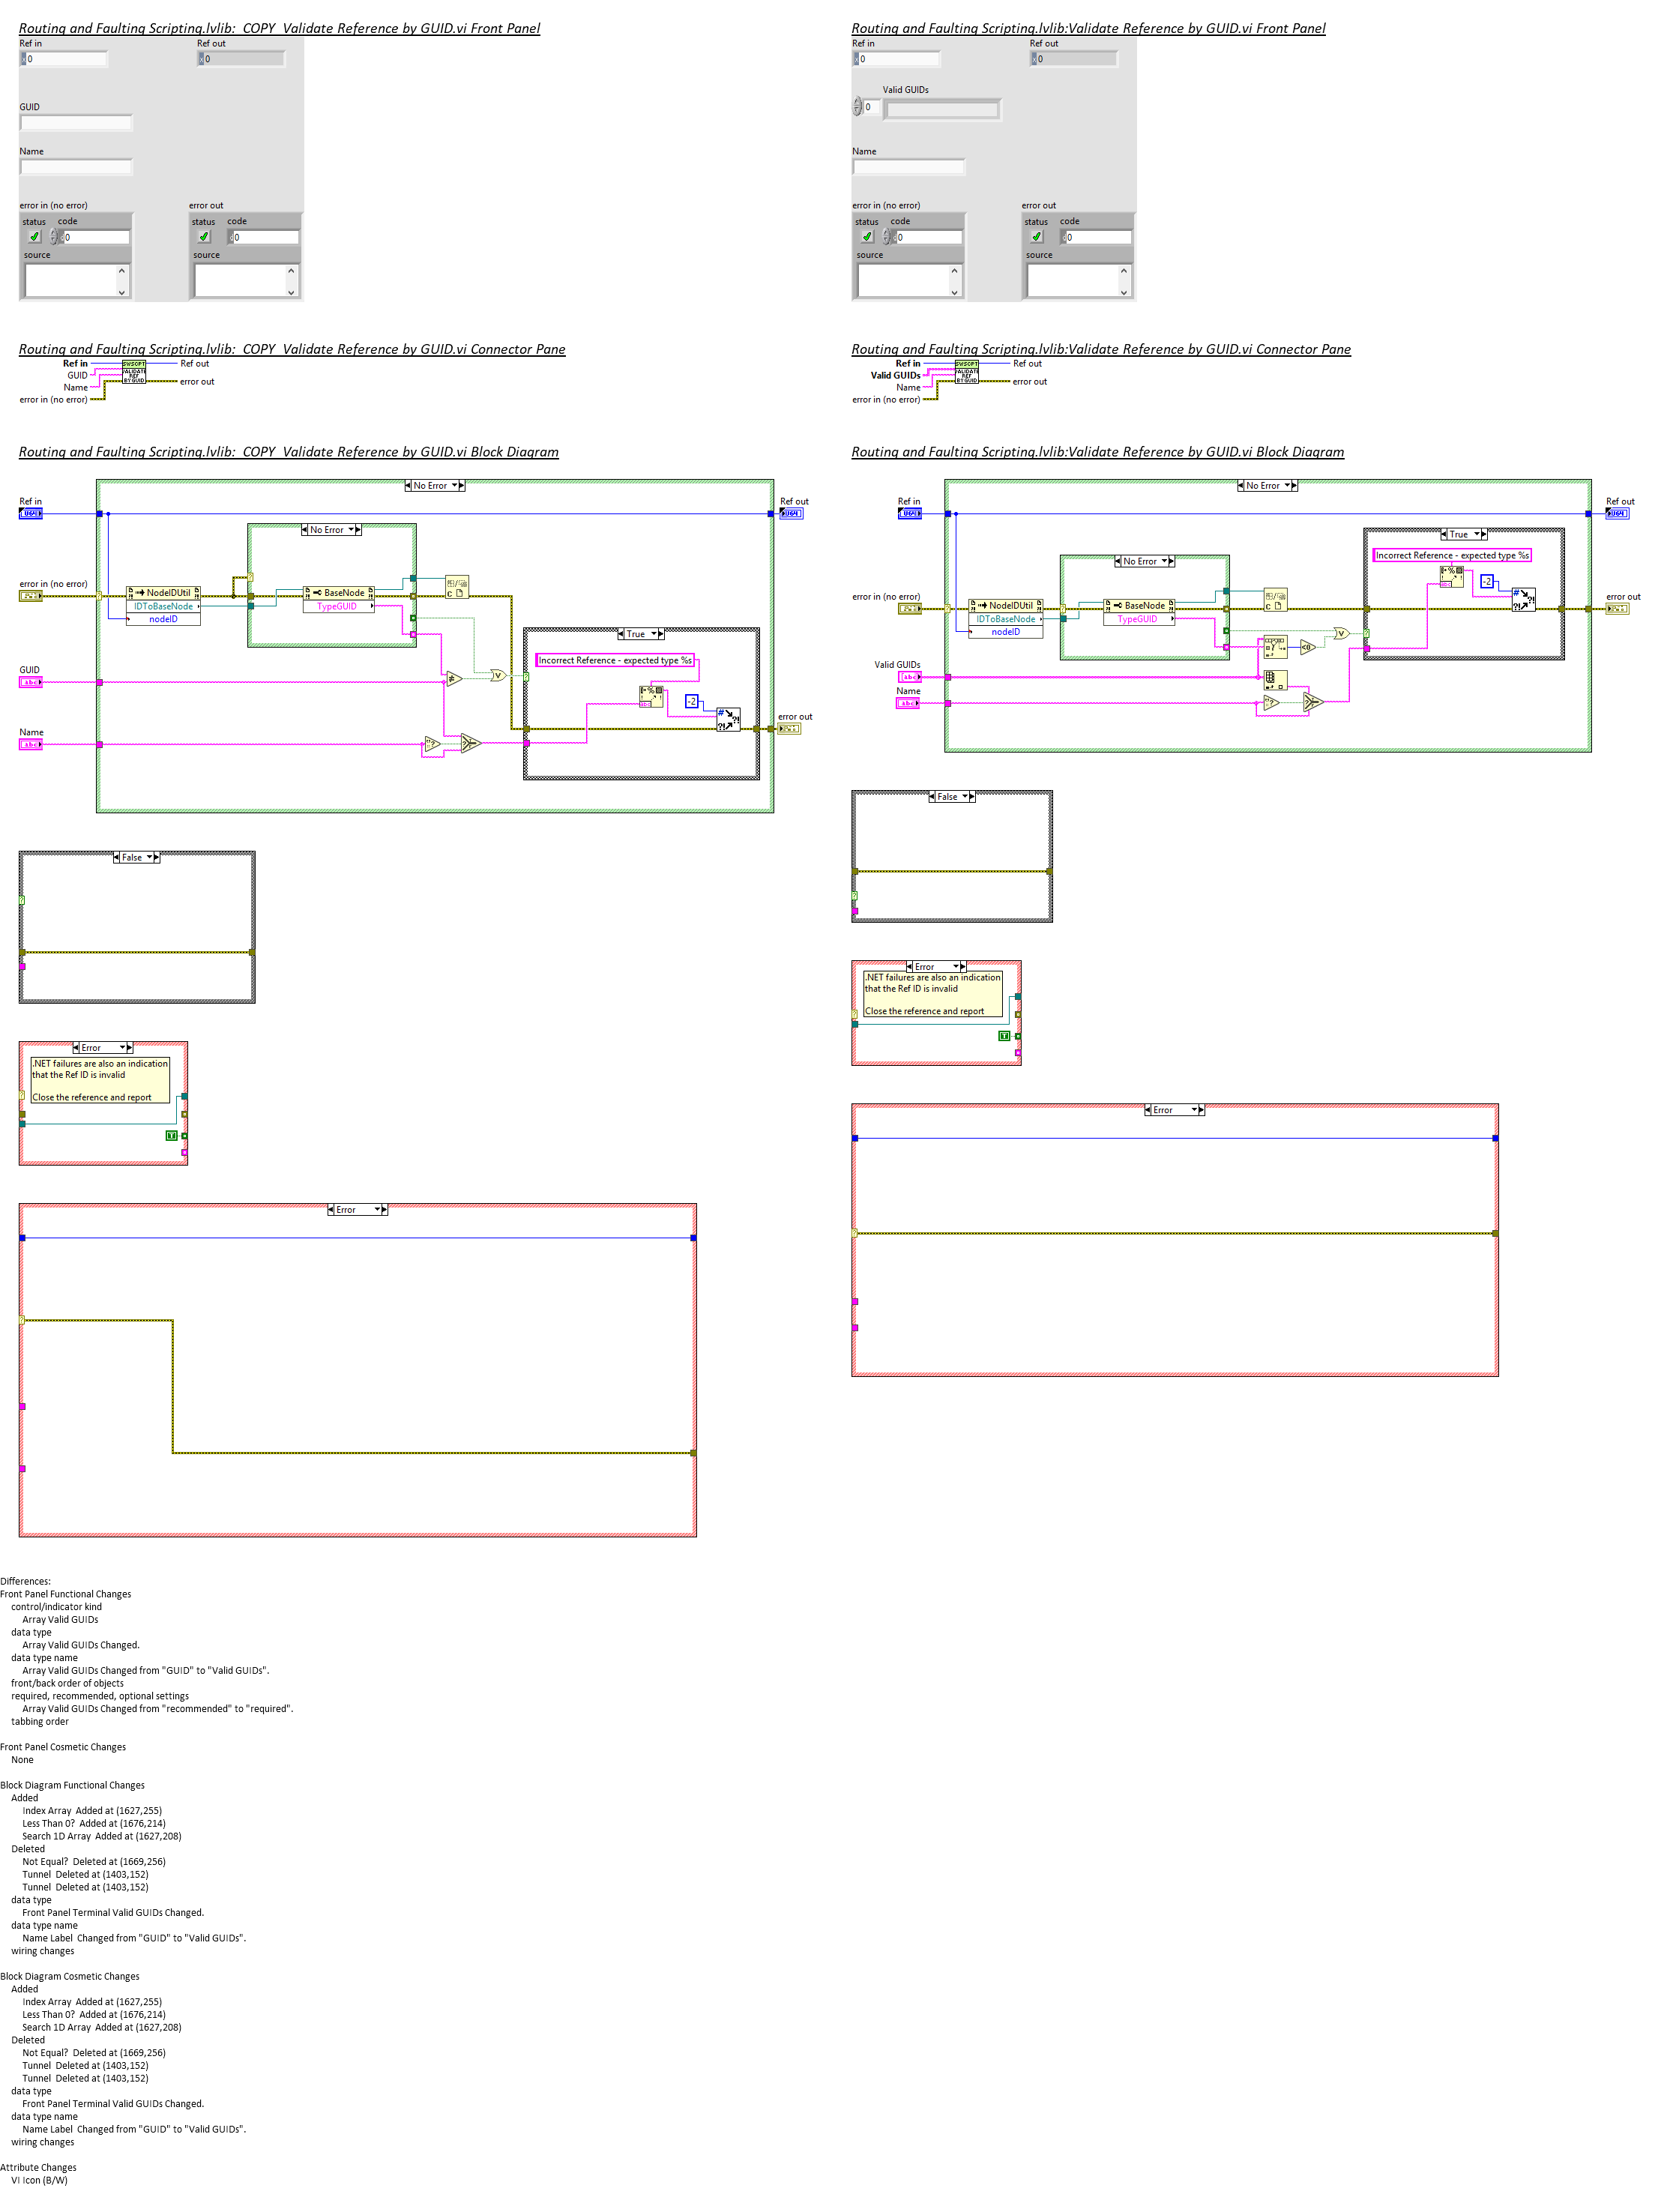 Routing and Faulting Scripting.lvlib:_COPY_Validate Reference by GUID.vi Front Panel
Ref in
Ref out
0
0
GUID
Name
error in (no error)
error out
status code
status code
0
0
source
source
Routing and Faulting Scripting.lvlib:_COPY_Validate Reference by GUID.vi Connector Pane
Ref in
Ref out
GUID
Name
error out
error in (no error)
SWSCPT
VALIDATE
REF
BY GUID
Routing and Faulting Scripting.lvlib:_COPY_Validate Reference by GUID.vi Block Diagram
No Error
Ref in
Ref out
U64
U64
No Error
error in (no error)
NodeIDUtil
IDToBaseNode
nodeID
BaseNode
TypeGUID
True
Incorrect Reference - expected type %s
-2
GUID
abc
Name
abc
error out
False
Error
.NET failures are also an indication
that the Ref ID is invalid
Close the reference and report
T
Error
Routing and Faulting Scripting.lvlib:Validate Reference by GUID.vi Front Panel
Ref in
Ref out
0
0
Valid GUIDs
0
Name
error in (no error)
error out
status code
status code
0
0
source
source
Routing and Faulting Scripting.lvlib:Validate Reference by GUID.vi Connector Pane
Ref in
Ref out
Valid GUIDs
Name
error out
error in (no error)
SWSCPT
VALIDATE
REF
BY GUID
Routing and Faulting Scripting.lvlib:Validate Reference by GUID.vi Block Diagram
No Error
Ref in
Ref out
U64
U64
True
Incorrect Reference - expected type %s
-2
No Error
error in (no error)
NodeIDUtil
IDToBaseNode
nodeID
BaseNode
TypeGUID
error out
<0
Valid GUIDs
abc
Name
abc
False
Error
.NET failures are also an indication
that the Ref ID is invalid
Close the reference and report
T
Error
Differences:
Front Panel Functional Changes
control/indicator kind
Array Valid GUIDs
data type
Array Valid GUIDs Changed.
data type name
Array Valid GUIDs Changed from "GUID" to "Valid GUIDs".
front/back order of objects
required, recommended, optional settings
Array Valid GUIDs Changed from "recommended" to "required".
tabbing order
Front Panel Cosmetic Changes
None
Block Diagram Functional Changes
Added
Index Array Added at (1627,255)
Less Than 0? Added at (1676,214)
Search 1D Array Added at (1627,208)
Deleted
Not Equal? Deleted at (1669,256)
Tunnel Deleted at (1403,152)
Tunnel Deleted at (1403,152)
data type
Front Panel Terminal Valid GUIDs Changed.
data type name
Name Label Changed from "GUID" to "Valid GUIDs".
wiring changes
Block Diagram Cosmetic Changes
Added
Index Array Added at (1627,255)
Less Than 0? Added at (1676,214)
Search 1D Array Added at (1627,208)
Deleted
Not Equal? Deleted at (1669,256)
Tunnel Deleted at (1403,152)
Tunnel Deleted at (1403,152)
data type
Front Panel Terminal Valid GUIDs Changed.
data type name
Name Label Changed from "GUID" to "Valid GUIDs".
wiring changes
Attribute Changes
VI Icon (B/W)